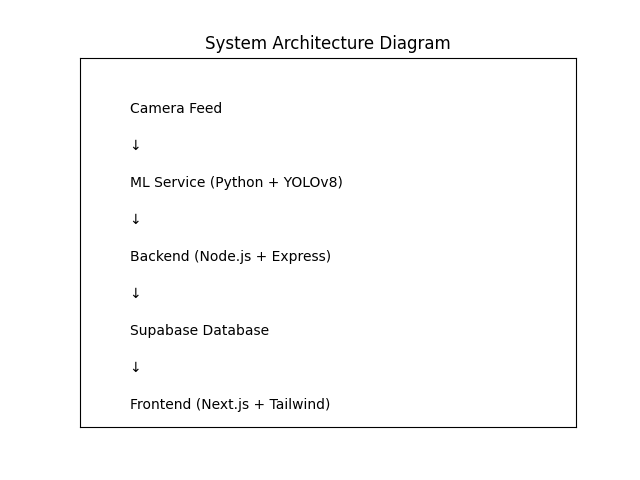 System Architecture Diagram
Camera Feed
↓
ML Service (Python + YOLOv8)
↓
Backend (Node.js + Express)
↓
Supabase Database
↓
Frontend (Next.js + Tailwind)